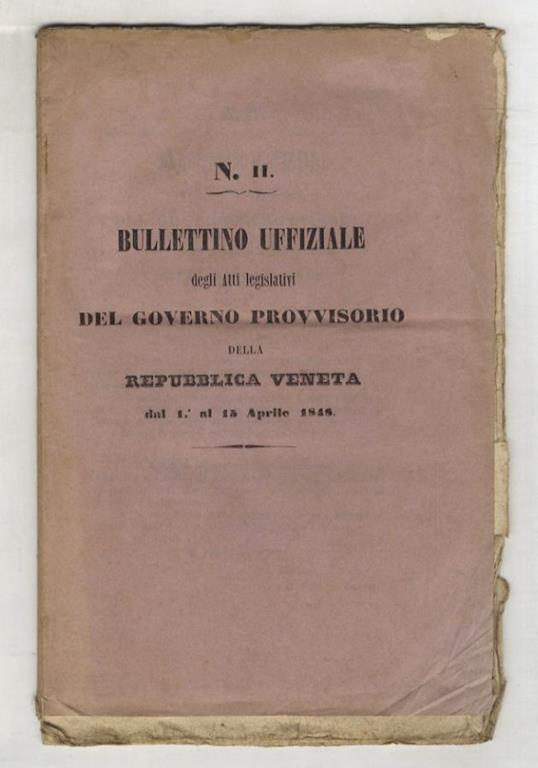 N. II.
BULLETTINO UFFIZIALE
degli Atti legislativi
DEL GOVERNO PROVVISORIO
DELLA
REPUBBLICA VENETA
dal 1.° al 15 Aprile 1848.